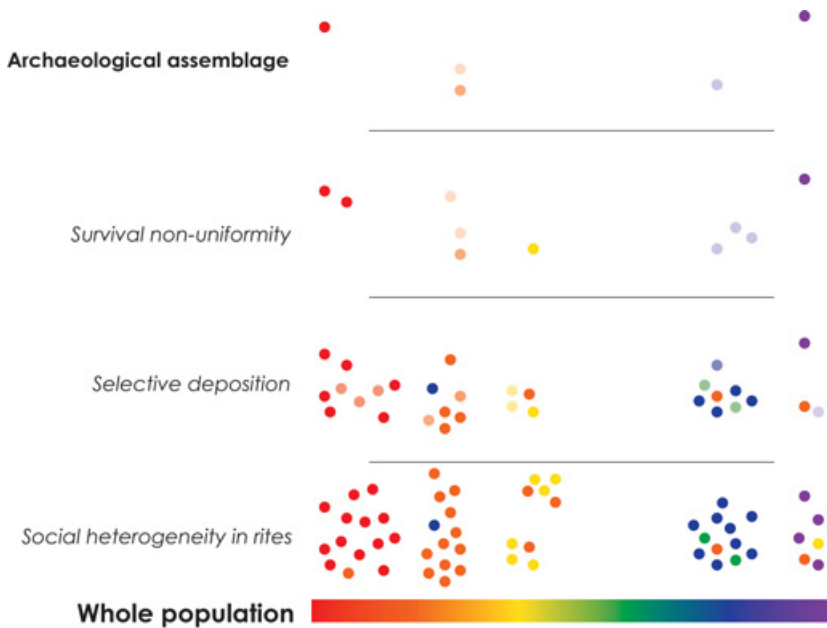 Archaeological assemblage
Survival non-uniformity
Selective deposition
Social heterogeneity in rites
Whole population